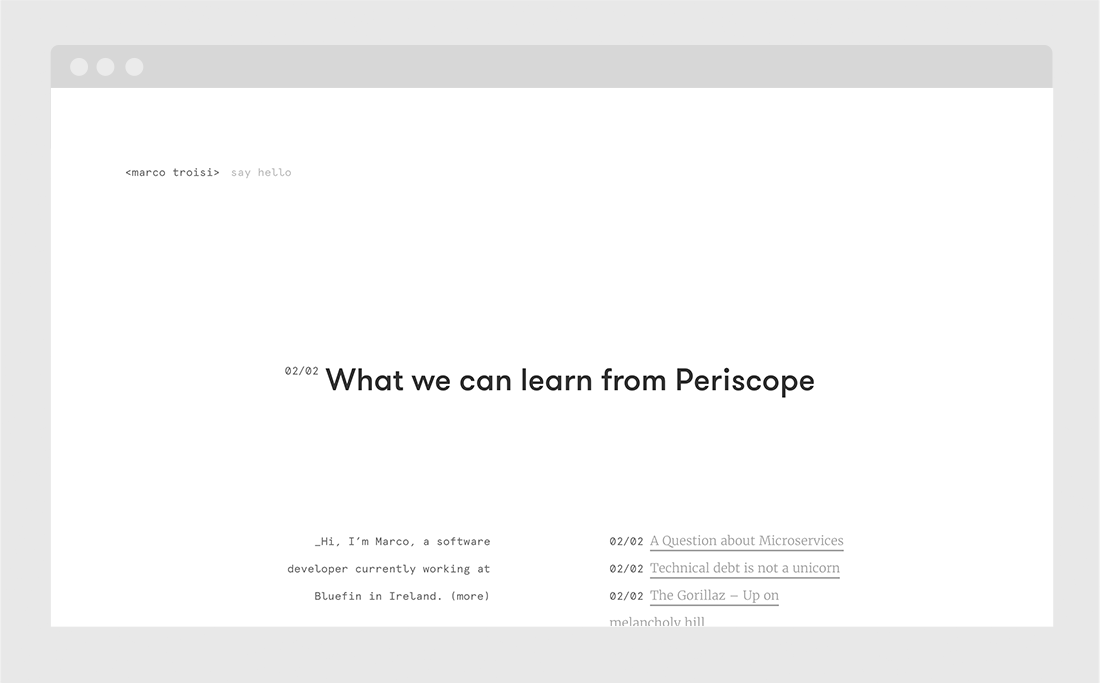 <marco troisi> say hello
02/02 What we can learn from Periscope
_Hi, I’m Marco, a software
developer currently working at
Bluefin in Ireland. (more)
02/02 A Question about Microservices
02/02 Technical debt is not a unicorn
02/02 The Gorillaz – Up on
melancholy hill